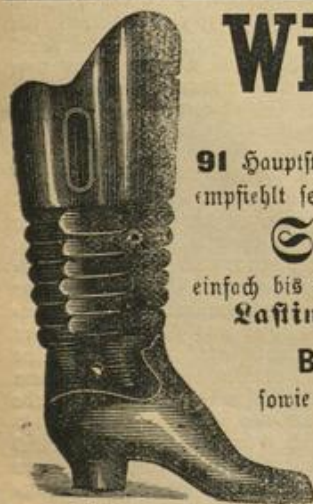 Wi
91 Hauptſt
empfiehlt ſe
S
einfach bis
Laſtin
B
ſowie